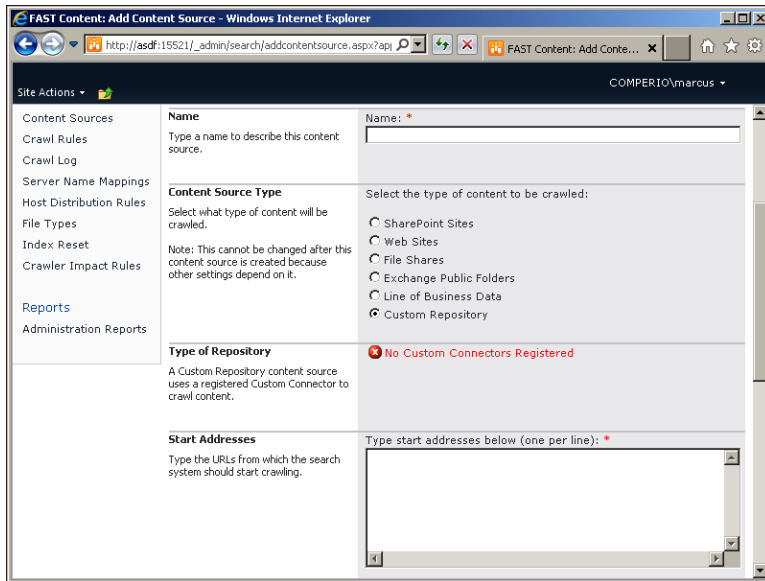 FAST Content: Add Content Source - Windows Internet Explorer
http://asdf:15521/_admin/search/addcontentsource.aspx?ap
FAST Content: Add Conte...
Site Actions
COMPERIO\marcus
Content Sources
Crawl Rules
Crawl Log
Server Name Mappings
Host Distribution Rules
File Types
Index Reset
Crawler Impact Rules
Reports
Administration Reports
Name
Type a name to describe this content
source.
Name: *
Content Source Type
Select what type of content will be
crawled.
Note: This cannot be changed after this
content source is created because
other settings depend on it.
Select the type of content to be crawled:
SharePoint Sites
Web Sites
File Shares
Exchange Public Folders
Line of Business Data
Custom Repository
Type of Repository
A Custom Repository content source
uses a registered Custom Connector to
crawl content.
No Custom Connectors Registered
Start Addresses
Type the URLs from which the search
system should start crawling.
Type start addresses below (one per line): *